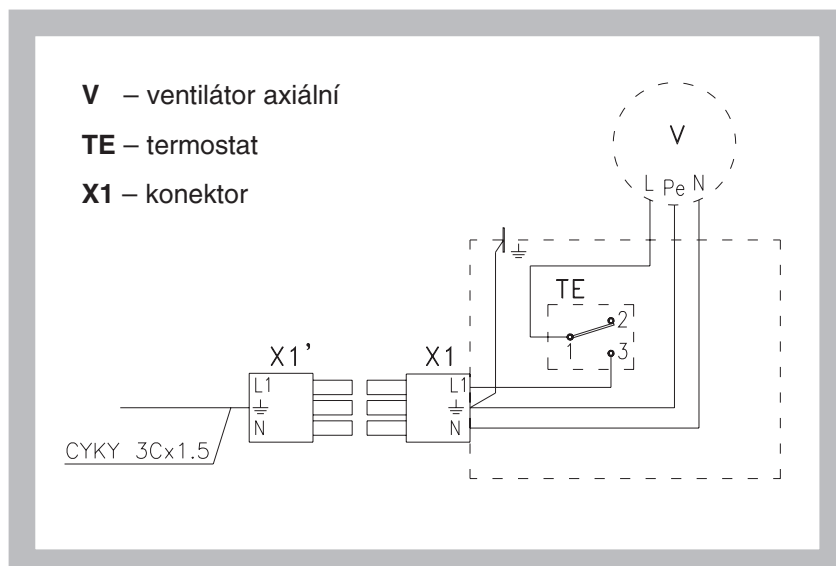 V – ventilátor axiální
TE – termostat
X1 – konektor
V
L Pe N
TE
2
1
3
X1’ X1
L1 L1
N N
CYKY 3Cx1.5